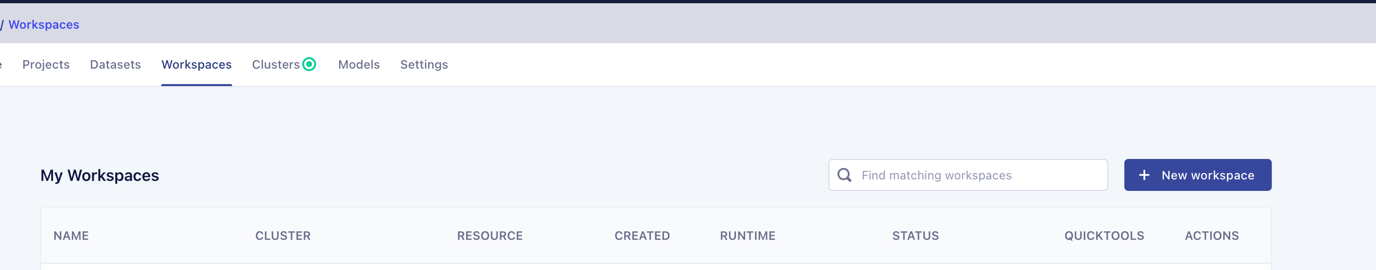 / Workspaces
Projects Datasets Workspaces Clusters Models Settings
My Workspaces Find matching workspaces + New workspace
NAME CLUSTER RESOURCE CREATED RUNTIME STATUS QUICKTOOLS ACTIONS